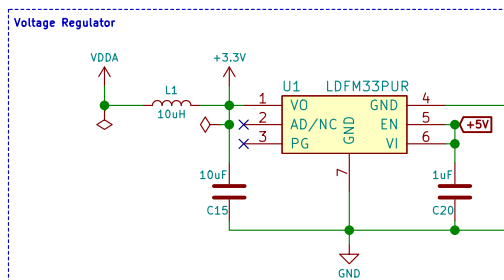 Voltage Regulator
VDDA
+3.3V
L1
10uH
U1 LDFM33PUR
1 VO GND 4
2 AD/NC EN 5
+5V
3 PG GND VI 6
7
10uF
C15
1uF
C20
GND